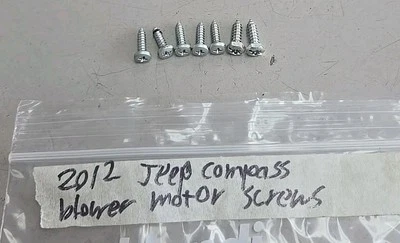 2012 Jeep Compass
blower motor screws